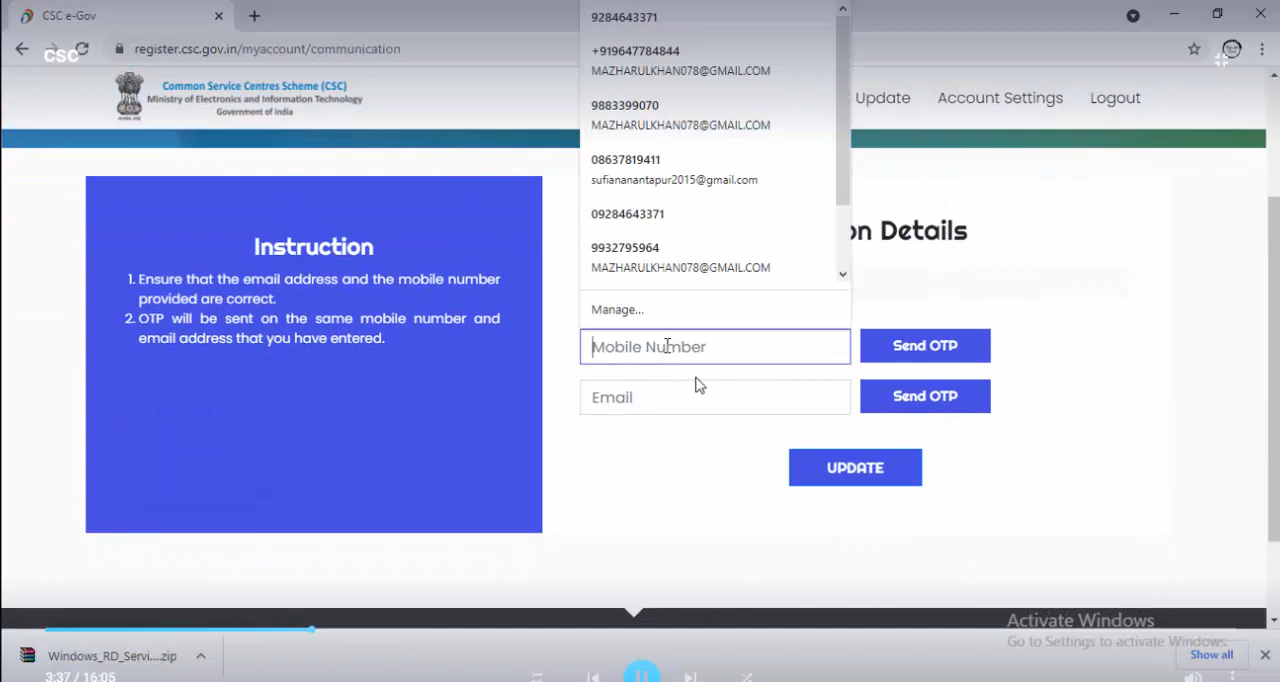 CSC e-Gov
register.csc.gov.in/myaccount/communication
CSC
Common Service Centres Scheme (CSC)
Ministry of Electronics and Information Technology
Government of India
Update
Account Settings
Logout
9284643371
+919647784844
MAZHARULKHAN078@GMAIL.COM
9883399070
MAZHARULKHAN078@GMAIL.COM
08637819411
sufiananantapur2015@gmail.com
09284643371
9932795964
MAZHARULKHAN078@GMAIL.COM
Manage...
on Details
Instruction
1. Ensure that the email address and the mobile number
provided are correct.
2. OTP will be sent on the same mobile number and
email address that you have entered.
Mobile Number
Send OTP
Email
Send OTP
UPDATE
Activate Windows
Go to Settings to activate Windows.
Windows_RD_Servi....zip
Show all
3:37 / 16:05